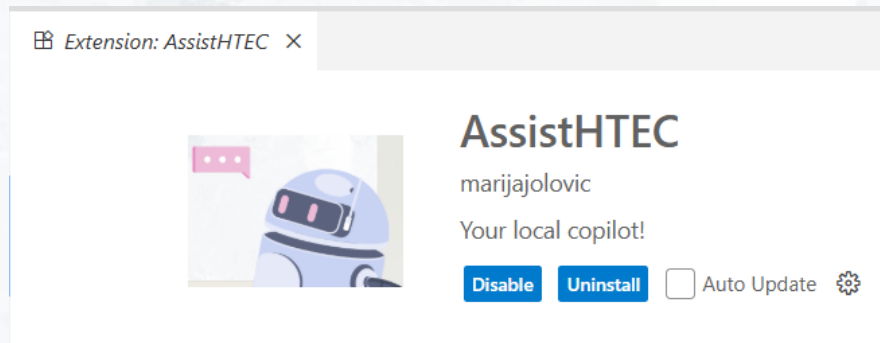 Extension: AssistHTEC
AssistHTEC
marijajolovic
Your local copilot!
Disable Uninstall Auto Update